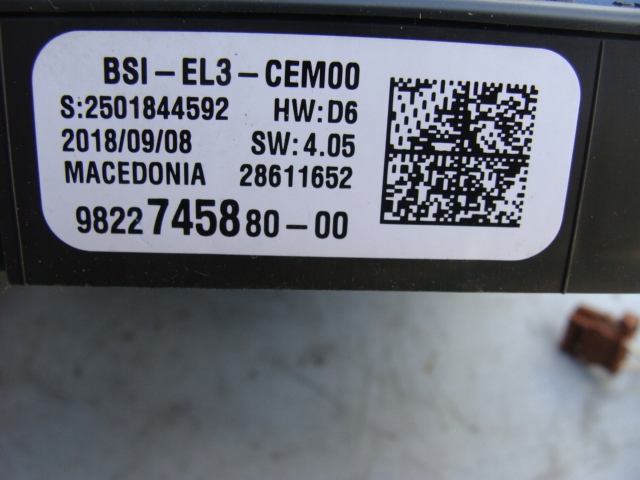 BSI-EL3-CEM00
S:2501844592 HW:D6
2018/09/08 SW:4.05
MACEDONIA 28611652
9822745880-00